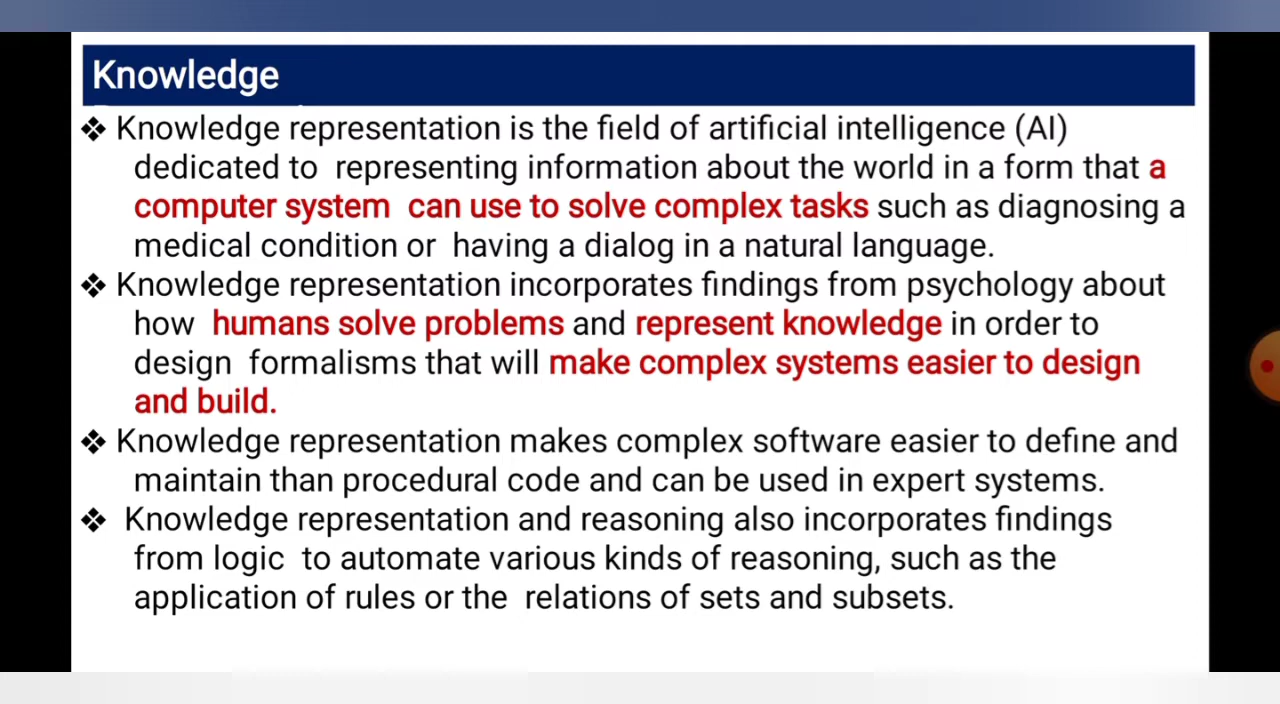 Knowledge
❖ Knowledge representation is the field of artificial intelligence (AI)
dedicated to representing information about the world in a form that a
computer system can use to solve complex tasks such as diagnosing a
medical condition or having a dialog in a natural language.
❖ Knowledge representation incorporates findings from psychology about
how humans solve problems and represent knowledge in order to
design formalisms that will make complex systems easier to design
and build.
❖ Knowledge representation makes complex software easier to define and
maintain than procedural code and can be used in expert systems.
❖ Knowledge representation and reasoning also incorporates findings
from logic to automate various kinds of reasoning, such as the
application of rules or the relations of sets and subsets.